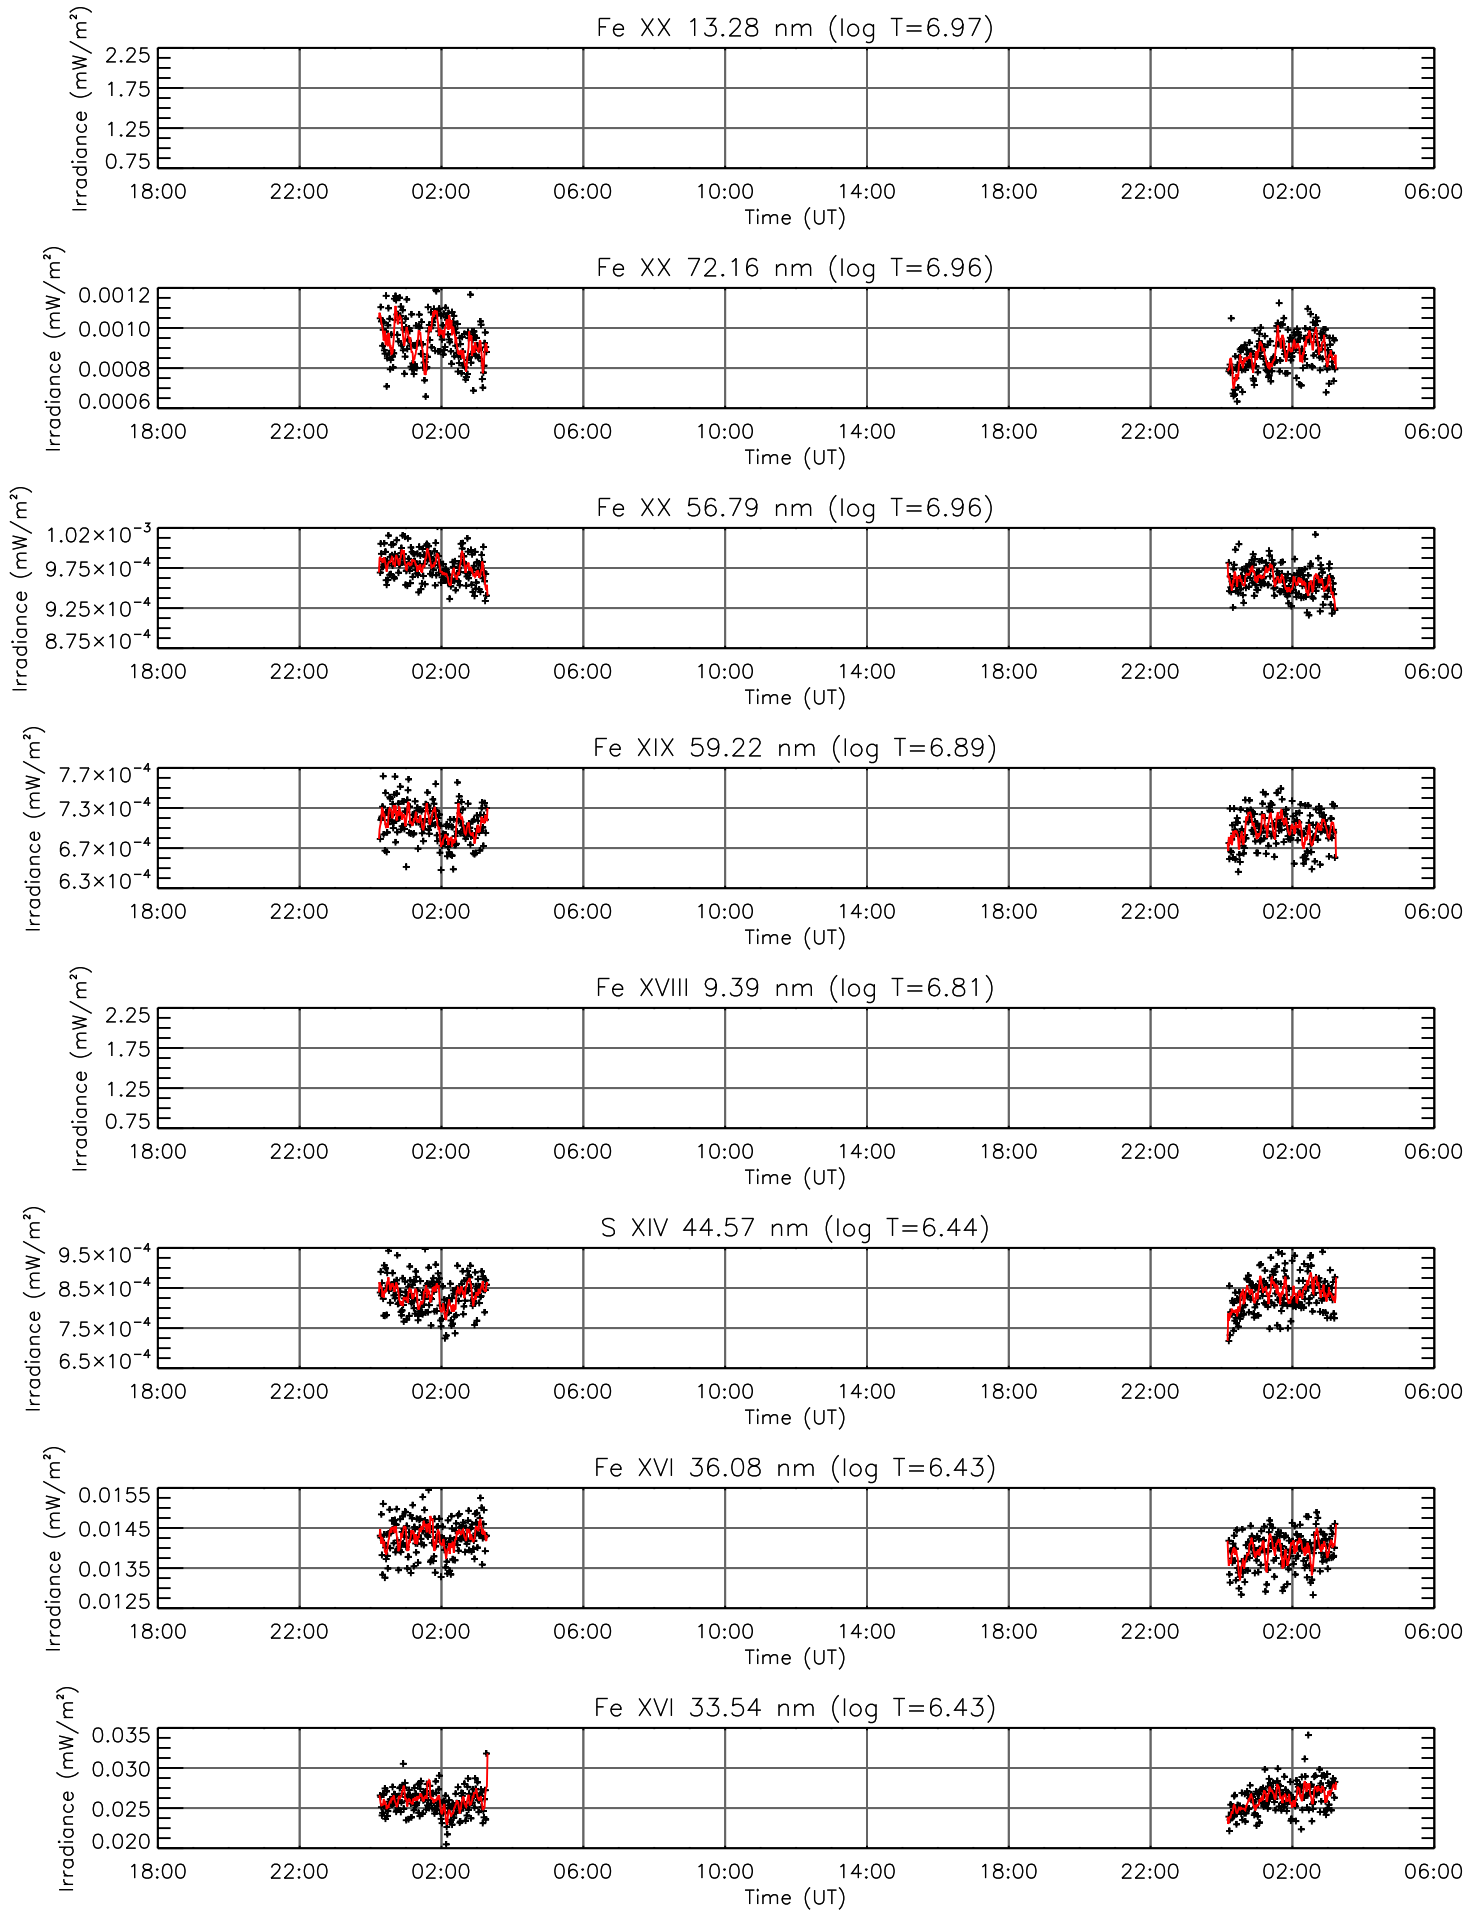 Fe XX 13.28 nm (log T=6.97)
Irradiance (mW/m²)
2.25
1.75
1.25
0.75
18:00 22:00 02:00 06:00 10:00 14:00 18:00 22:00 02:00 06:00
Time (UT)
Fe XX 72.16 nm (log T=6.96)
Irradiance (mW/m²)
0.0012
0.0010
0.0008
0.0006
18:00 22:00 02:00 06:00 10:00 14:00 18:00 22:00 02:00 06:00
Time (UT)
Fe XX 56.79 nm (log T=6.96)
Irradiance (mW/m²)
1.02×10⁻³
9.75×10⁻⁴
9.25×10⁻⁴
8.75×10⁻⁴
18:00 22:00 02:00 06:00 10:00 14:00 18:00 22:00 02:00 06:00
Time (UT)
Fe XIX 59.22 nm (log T=6.89)
Irradiance (mW/m²)
7.7×10⁻⁴
7.3×10⁻⁴
6.7×10⁻⁴
6.3×10⁻⁴
18:00 22:00 02:00 06:00 10:00 14:00 18:00 22:00 02:00 06:00
Time (UT)
Fe XVIII 9.39 nm (log T=6.81)
Irradiance (mW/m²)
2.25
1.75
1.25
0.75
18:00 22:00 02:00 06:00 10:00 14:00 18:00 22:00 02:00 06:00
Time (UT)
S XIV 44.57 nm (log T=6.44)
Irradiance (mW/m²)
9.5×10⁻⁴
8.5×10⁻⁴
7.5×10⁻⁴
6.5×10⁻⁴
18:00 22:00 02:00 06:00 10:00 14:00 18:00 22:00 02:00 06:00
Time (UT)
Fe XVI 36.08 nm (log T=6.43)
Irradiance (mW/m²)
0.0155
0.0145
0.0135
0.0125
18:00 22:00 02:00 06:00 10:00 14:00 18:00 22:00 02:00 06:00
Time (UT)
Fe XVI 33.54 nm (log T=6.43)
Irradiance (mW/m²)
0.035
0.030
0.025
0.020
18:00 22:00 02:00 06:00 10:00 14:00 18:00 22:00 02:00 06:00
Time (UT)